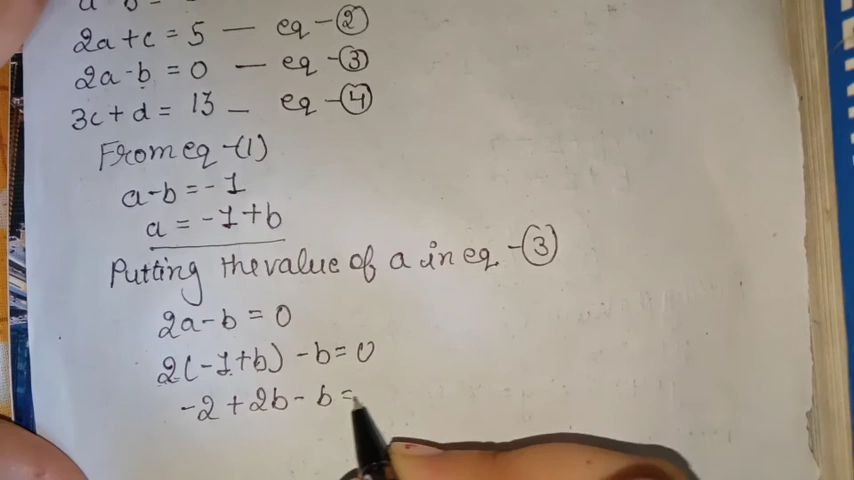 2a+c = 5 — eq-②
2a-b = 0 — eq-③
3c+d = 13 — eq-④
From eq-(1)
a-b = -1
a = -1+b
Putting the value of a in eq-③
2a-b = 0
2(-1+b) -b = 0
-2 + 2b - b =